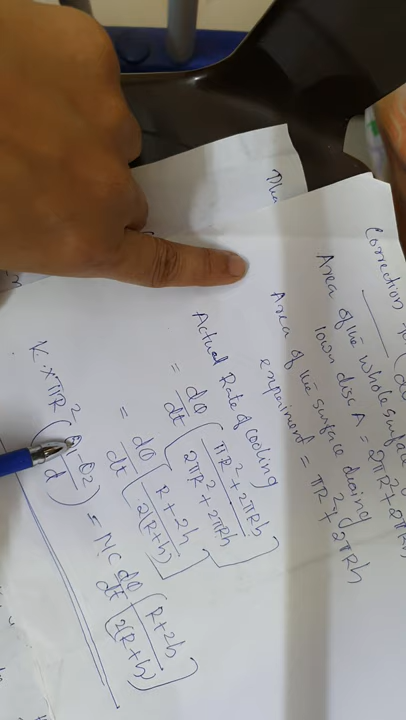 Dha
Correction
Area of the whole surface
lower disc A = 2πR² + 2πRh
Area of the surface during
experiment = πR² + 2πRh
Actual Rate of cooling
= dθ/dt (πR² + 2πRh / 2πR² + 2πRh)
= dθ/dt (R + 2h / 2(R + h))
K × πR² (θ1 - θ2 / d) = MC dθ/dt (R + 2h / 2(R + h))